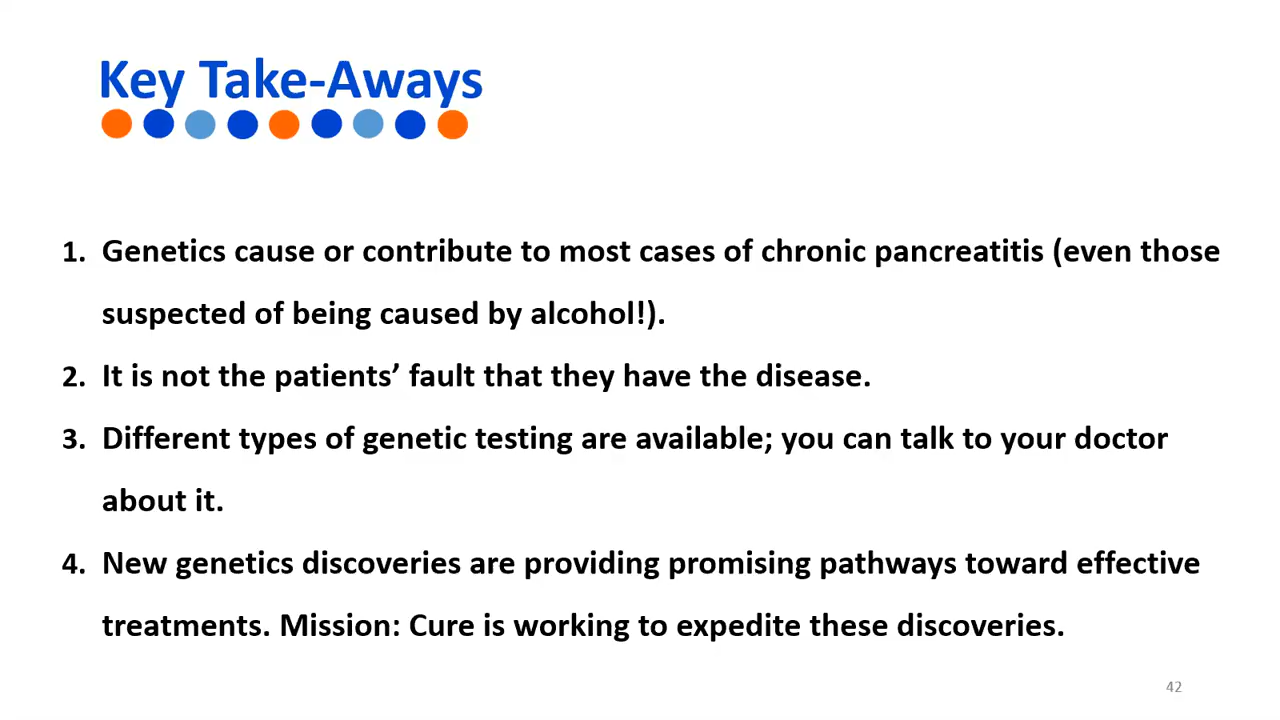 Key Take-Aways
1. Genetics cause or contribute to most cases of chronic pancreatitis (even those
suspected of being caused by alcohol!).
2. It is not the patients’ fault that they have the disease.
3. Different types of genetic testing are available; you can talk to your doctor
about it.
4. New genetics discoveries are providing promising pathways toward effective
treatments. Mission: Cure is working to expedite these discoveries.
42